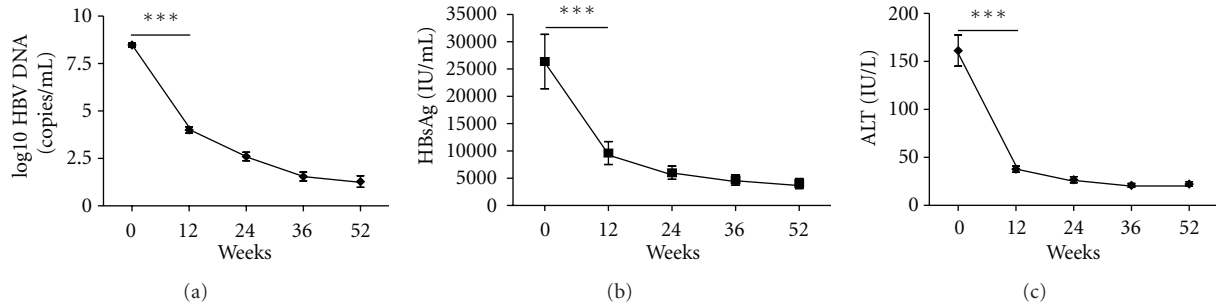 log10 HBV DNA
(copies/mL)
10
7.5
5
2.5
0
***
0 12 24 36 52
Weeks
(a)
HBsAg (IU/mL)
35000
30000
25000
20000
15000
10000
5000
0
***
0 12 24 36 52
Weeks
(b)
ALT (IU/L)
200
150
100
50
0
***
0 12 24 36 52
Weeks
(c)